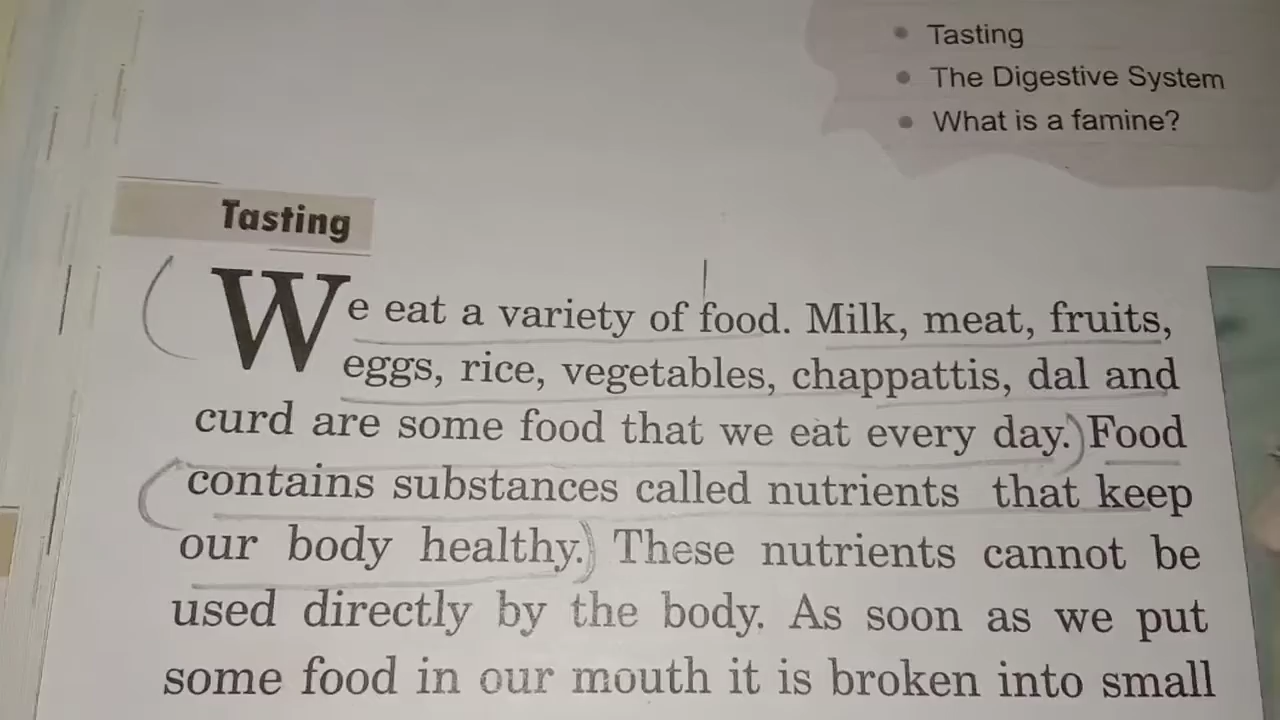 • Tasting
• The Digestive System
• What is a famine?
Tasting
We eat a variety of food. Milk, meat, fruits,
eggs, rice, vegetables, chappattis, dal and
curd are some food that we eat every day. Food
contains substances called nutrients that keep
our body healthy. These nutrients cannot be
used directly by the body. As soon as we put
some food in our mouth it is broken into small